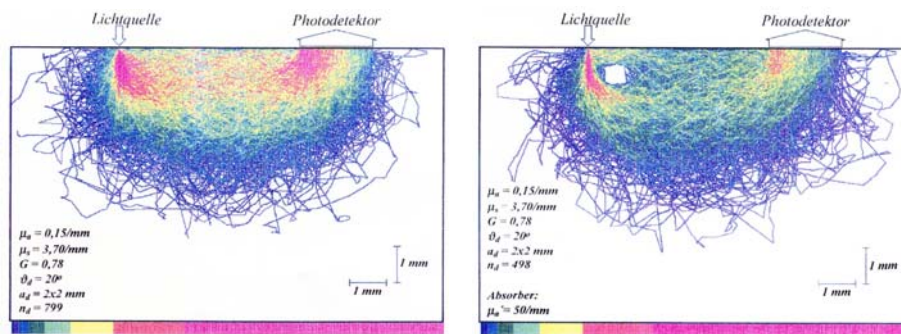 Lichtquelle
Photodetektor
μa = 0,15/mm
μs = 3,70/mm
G = 0,78
ϑd = 20°
ad = 2x2 mm
nd = 799
1 mm
1 mm
Lichtquelle
Photodetektor
μa = 0,15/mm
μs = 3,70/mm
G = 0,78
ϑd = 20°
ad = 2x2 mm
nd = 498
Absorber:
μa' = 50/mm
1 mm
1 mm